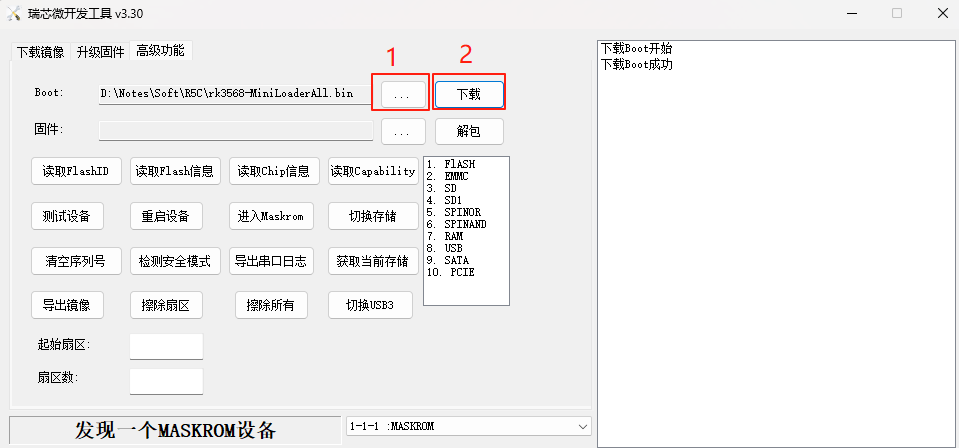 瑞芯微开发工具 v3.30
下载镜像 升级固件 高级功能
1 2
Boot: D:\Notes\Soft\R5C\rk3568-MiniLoaderAll.bin ... 下载
固件: ... 解包
读取FlashID 读取Flash信息 读取Chip信息 读取Capability
测试设备 重启设备 进入Maskrom 切换存储
清空序列号 检测安全模式 导出串口日志 获取当前存储
导出镜像 擦除扇区 擦除所有 切换USB3
1. FlASH
2. EMMC
3. SD
4. SD1
5. SPINOR
6. SPINAND
7. RAM
8. USB
9. SATA
10. PCIE
起始扇区:
扇区数:
发现一个MASKROM设备 1-1-1 :MASKROM
下载Boot开始
下载Boot成功